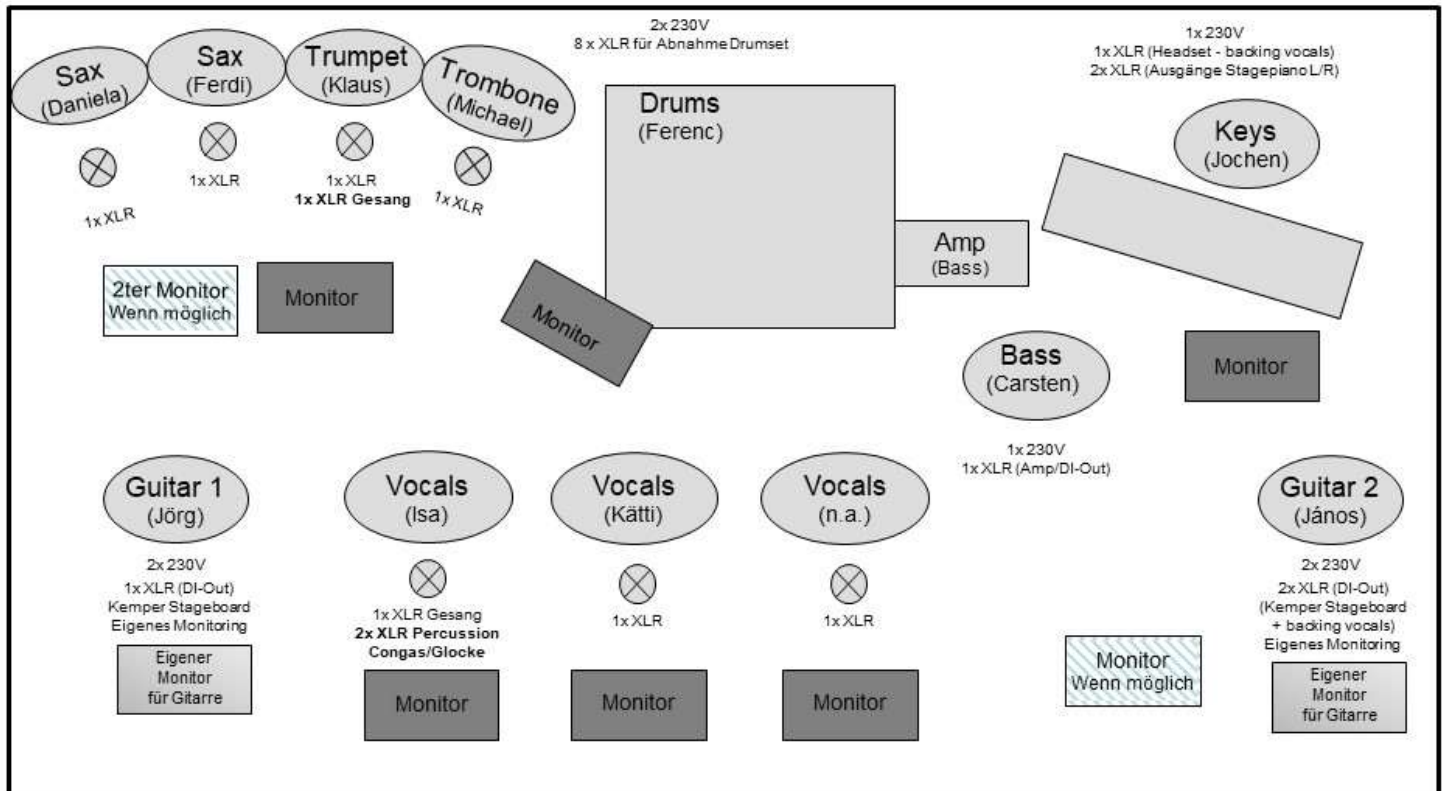 2x 230V
8 x XLR für Abnahme Drumset
1x 230V
1x XLR (Headset - backing vocals)
2x XLR (Ausgänge Stagepiano L/R)
Sax
(Daniela)
Sax
(Ferdi)
Trumpet
(Klaus)
Trombone
(Michael)
Drums
(Ferenc)
Keys
(Jochen)
1x XLR
1x XLR
1x XLR
1x XLR Gesang
1x XLR
Amp
(Bass)
2ter Monitor
Wenn möglich
Monitor
Monitor
Bass
(Carsten)
Monitor
1x 230V
1x XLR (Amp/DI-Out)
Guitar 1
(Jörg)
Vocals
(Isa)
Vocals
(Kätti)
Vocals
(n.a.)
Guitar 2
(János)
2x 230V
1x XLR (DI-Out)
Kemper Stageboard
Eigenes Monitoring
1x XLR Gesang
2x XLR Percussion
Congas/Glocke
1x XLR
1x XLR
2x 230V
2x XLR (DI-Out)
(Kemper Stageboard
+ backing vocals)
Eigenes Monitoring
Eigener
Monitor
für Gitarre
Monitor
Monitor
Monitor
Monitor
Wenn möglich
Eigener
Monitor
für Gitarre